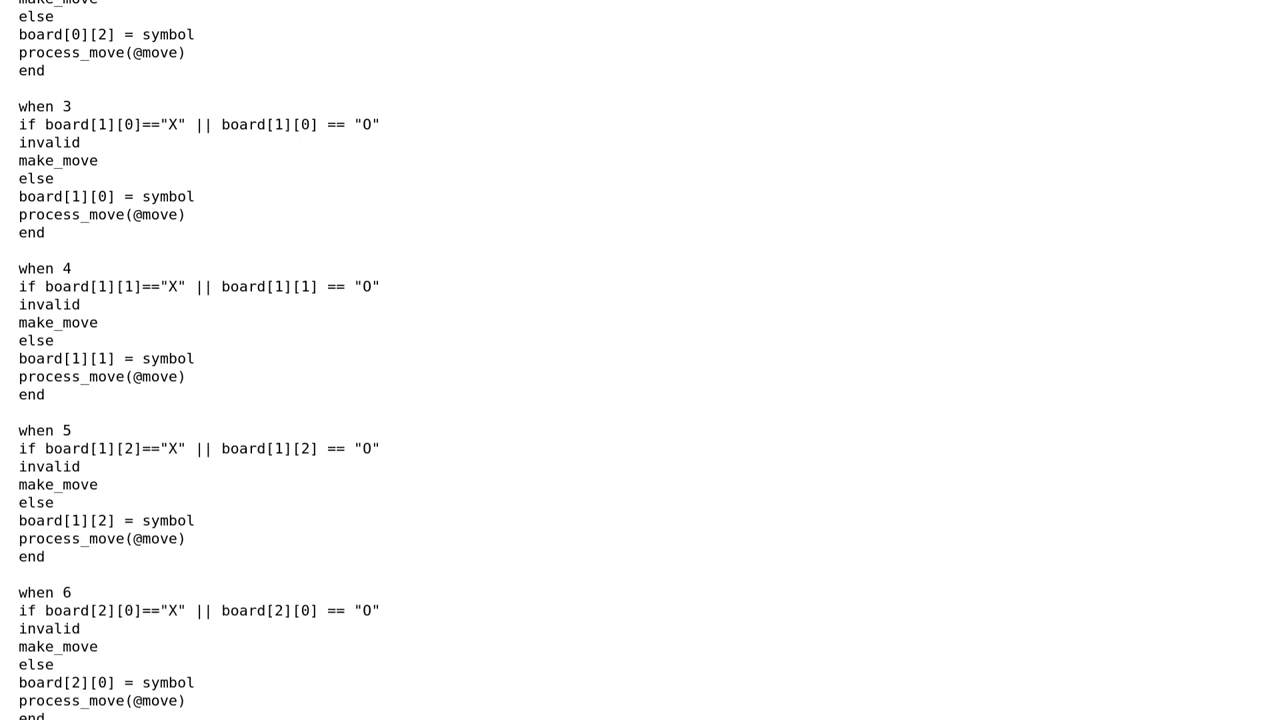 make_move
else
board[0][2] = symbol
process_move(@move)
end
when 3
if board[1][0]=="X" || board[1][0] == "O"
invalid
make_move
else
board[1][0] = symbol
process_move(@move)
end
when 4
if board[1][1]=="X" || board[1][1] == "O"
invalid
make_move
else
board[1][1] = symbol
process_move(@move)
end
when 5
if board[1][2]=="X" || board[1][2] == "O"
invalid
make_move
else
board[1][2] = symbol
process_move(@move)
end
when 6
if board[2][0]=="X" || board[2][0] == "O"
invalid
make_move
else
board[2][0] = symbol
process_move(@move)
end